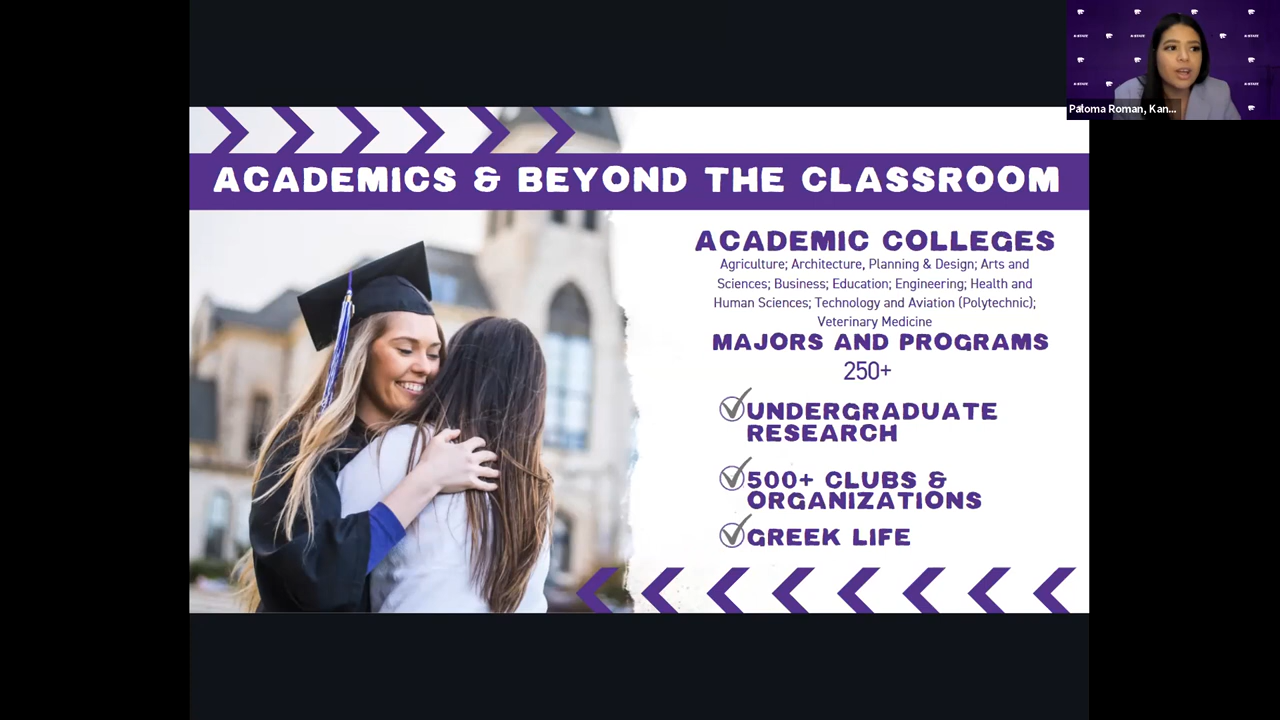 ACADEMICS & BEYOND THE CLASSROOM
ACADEMIC COLLEGES
Agriculture; Architecture, Planning & Design; Arts and
Sciences; Business; Education; Engineering; Health and
Human Sciences; Technology and Aviation (Polytechnic);
Veterinary Medicine
MAJORS AND PROGRAMS
250+
UNDERGRADUATE
RESEARCH
500+ CLUBS &
ORGANIZATIONS
GREEK LIFE
Paloma Roman, Kan...